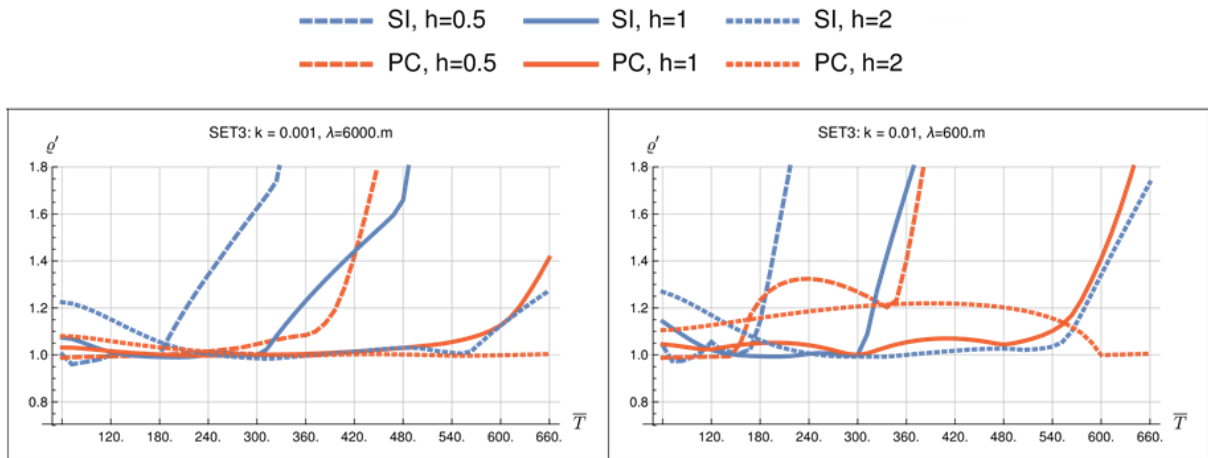 SI, h=0.5 SI, h=1 SI, h=2
PC, h=0.5 PC, h=1 PC, h=2
SET3: k = 0.001, λ=6000.m
ϱ′
1.8
1.6
1.4
1.2
1.0
0.8
120. 180. 240. 300. 360. 420. 480. 540. 600. 660.
T̅
SET3: k = 0.01, λ=600.m
ϱ′
1.8
1.6
1.4
1.2
1.0
0.8
120. 180. 240. 300. 360. 420. 480. 540. 600. 660.
T̅